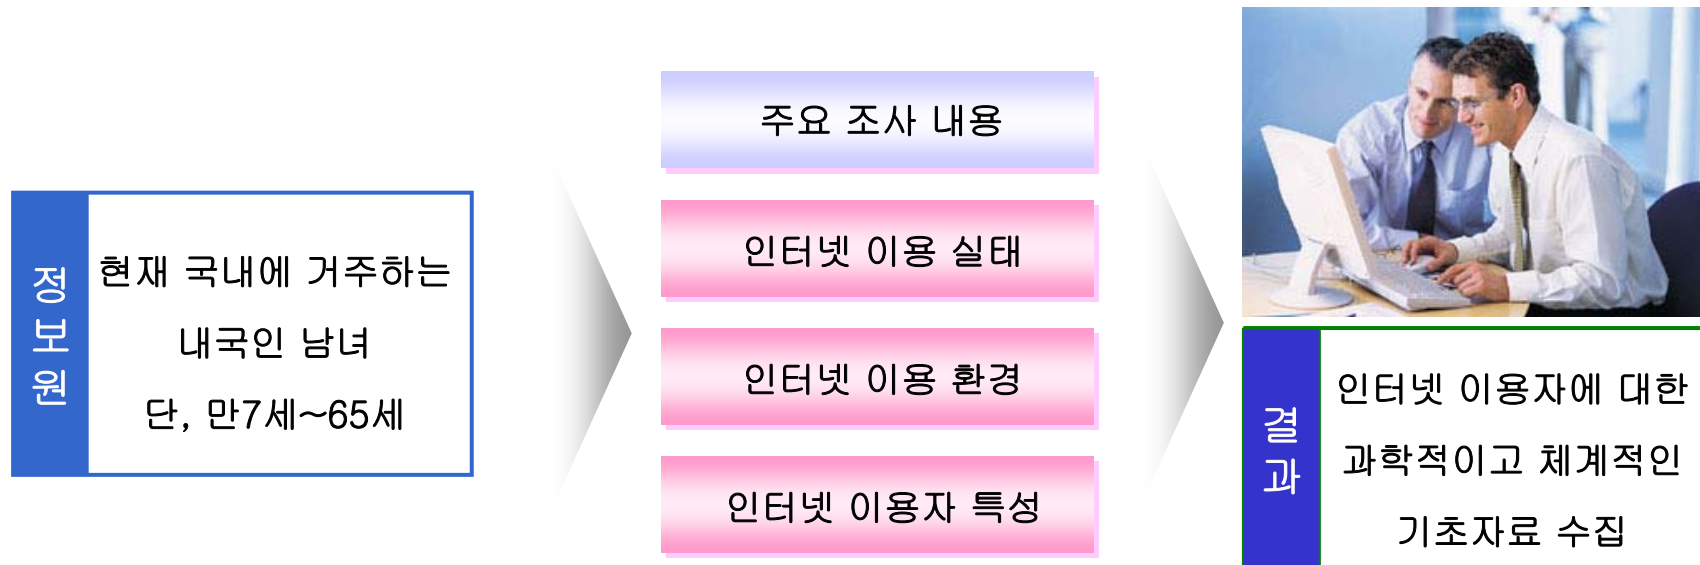 정보원
현재 국내에 거주하는
내국인 남녀
단, 만7세~65세
주요 조사 내용
인터넷 이용 실태
인터넷 이용 환경
인터넷 이용자 특성
결과
인터넷 이용자에 대한
과학적이고 체계적인
기초자료 수집